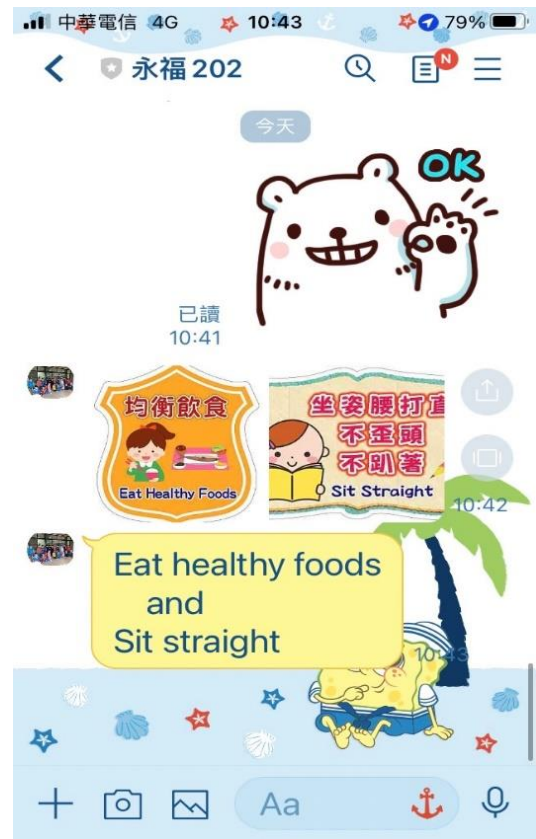 中華電信 4G 10:43 79%
永福 202
N
今天
OK
已讀
10:41
均衡飲食
Eat Healthy Foods
坐姿腰打直
不歪頭
不趴著
Sit Straight
10:42
Eat healthy foods
and
Sit straight
10:43
Aa